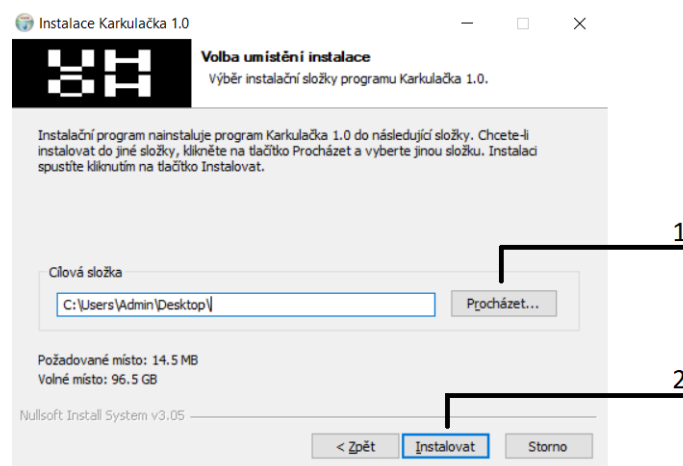 Instalace Karkulačka 1.0
Volba umístění instalace
Výběr instalační složky programu Karkulačka 1.0.
Instalační program nainstaluje program Karkulačka 1.0 do následující složky. Chcete-li
instalovat do jiné složky, klikněte na tlačítko Procházet a vyberte jinou složku. Instalaci
spustíte kliknutím na tlačítko Instalovat.
1
Cílová složka
C:\Users\Admin\Desktop\
Procházet...
Požadované místo: 14.5 MB
Volné místo: 96.5 GB
2
Nullsoft Install System v3.05
< Zpět
Instalovat
Storno